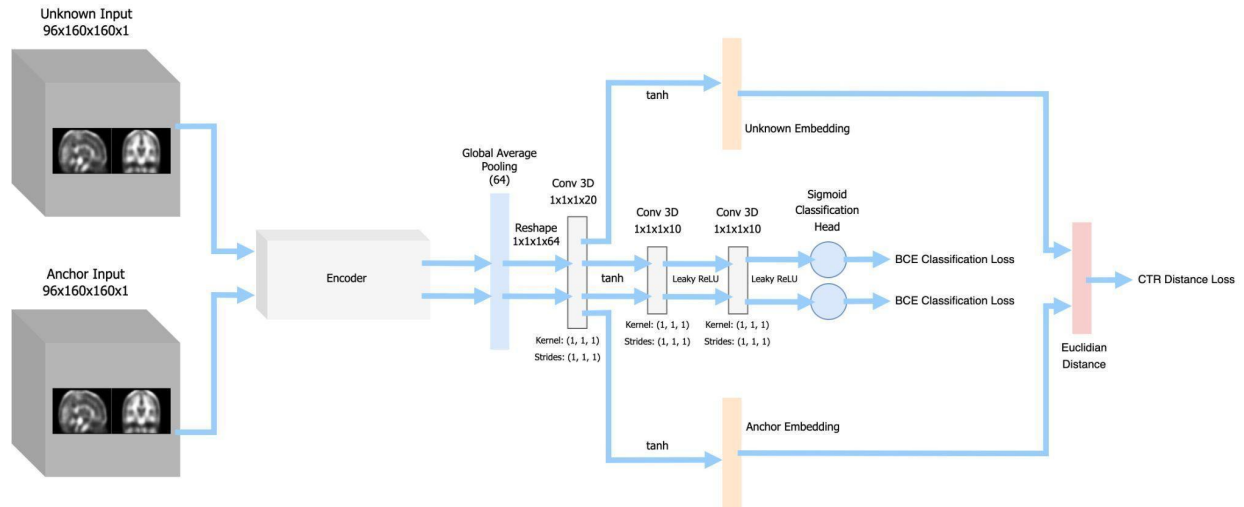 Unknown Input
96x160x160x1
Anchor Input
96x160x160x1
Encoder
Global Average
Pooling
(64)
Reshape
1x1x1x64
Conv 3D
1x1x1x20
Kernel: (1, 1, 1)
Strides: (1, 1, 1)
tanh
tanh
tanh
Conv 3D
1x1x1x10
Leaky ReLU
Kernel: (1, 1, 1)
Strides: (1, 1, 1)
Conv 3D
1x1x1x10
Leaky ReLU
Kernel: (1, 1, 1)
Strides: (1, 1, 1)
Unknown Embedding
Sigmoid
Classification
Head
BCE Classification Loss
BCE Classification Loss
Anchor Embedding
Euclidian
Distance
CTR Distance Loss